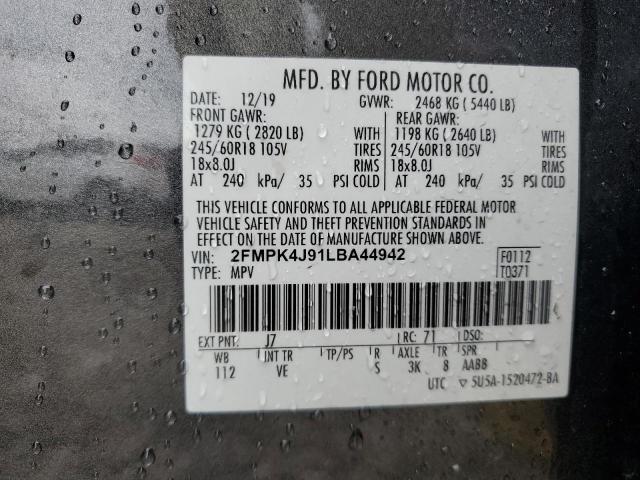 MFD. BY FORD MOTOR CO.
DATE: 12/19 GVWR: 2468 KG ( 5440 LB)
FRONT GAWR: REAR GAWR:
1279 KG ( 2820 LB) WITH 1198 KG ( 2640 LB) WITH
245/60R18 105V TIRES 245/60R18 105V TIRES
18x8.0J RIMS 18x8.0J RIMS
AT 240 kPa/ 35 PSI COLD AT 240 kPa/ 35 PSI COLD
THIS VEHICLE CONFORMS TO ALL APPLICABLE FEDERAL MOTOR
VEHICLE SAFETY AND THEFT PREVENTION STANDARDS IN
EFFECT ON THE DATE OF MANUFACTURE SHOWN ABOVE.
VIN: 2FMPK4J91LBA44942 F0112
TYPE: MPV T0371
EXT PNT: J7 RC: 71 DSO:
WB INT TR TP/PS R AXLE TR SPR
112 VE S 3K 8 AABB
UTC ▽ 5U5A-1520472-BA